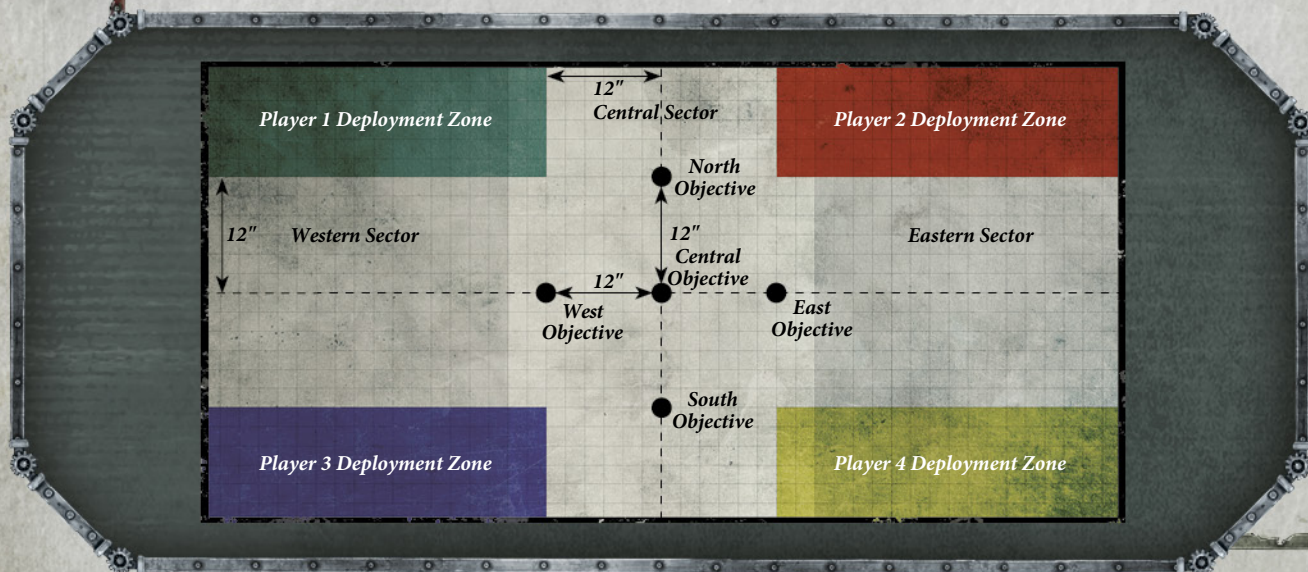 Player 1 Deployment Zone
12"
Central Sector
Player 2 Deployment Zone
North
Objective
12"
Western Sector
12"
Central
Objective
Eastern Sector
12"
West
Objective
East
Objective
South
Objective
Player 3 Deployment Zone
Player 4 Deployment Zone